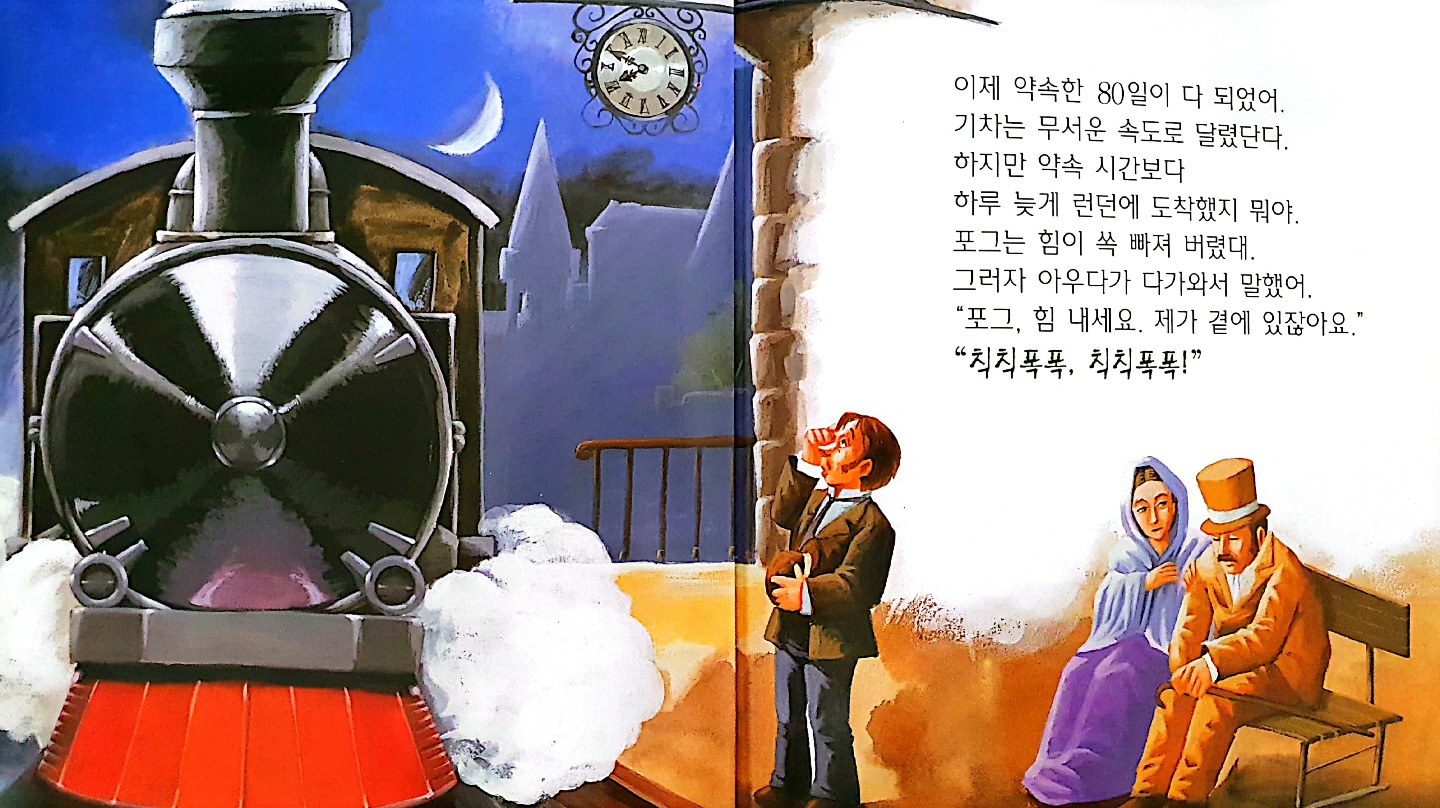 이제 약속한 80일이 다 되었어.
기차는 무서운 속도로 달렸단다.
하지만 약속 시간보다
하루 늦게 런던에 도착했지 뭐야.
포그는 힘이 쏙 빠져 버렸대.
그러자 아우다가 다가와서 말했어.
“포그, 힘 내세요. 제가 곁에 있잖아요.”
“칙칙폭폭, 칙칙폭폭!”